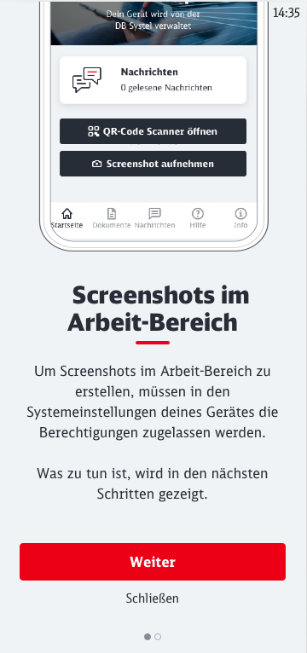 14:35
Dein Gerät wird von der
DB Systel verwaltet
Nachrichten
0 gelesene Nachrichten
QR-Code Scanner öffnen
Screenshot aufnehmen
Startseite Dokumente Nachrichten Hilfe Info
Screenshots im
Arbeit-Bereich
Um Screenshots im Arbeit-Bereich zu
erstellen, müssen in den
Systemeinstellungen deines Gerätes die
Berechtigungen zugelassen werden.
Was zu tun ist, wird in den nächsten
Schritten gezeigt.
Weiter
Schließen